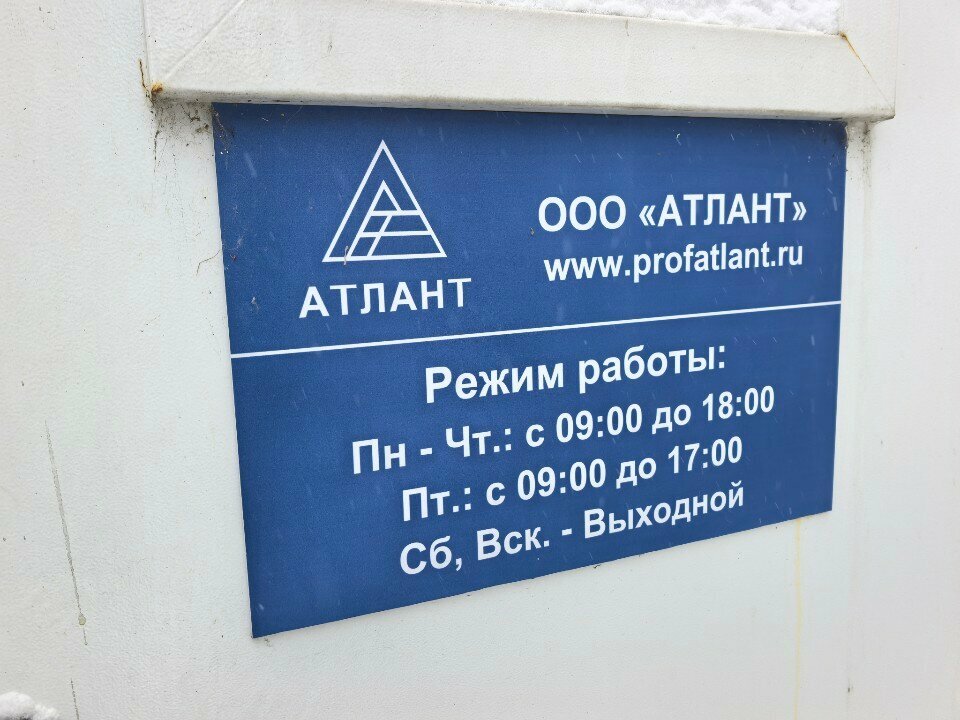 АТЛАНТ
ООО «АТЛАНТ»
www.profatlant.ru
Режим работы:
Пн - Чт.: с 09:00 до 18:00
Пт.: с 09:00 до 17:00
Сб, Вск. - Выходной